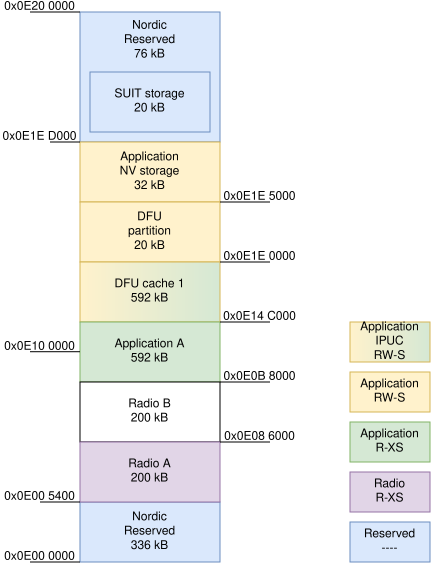 0x0E20 0000
Nordic
Reserved
76 kB
SUIT storage
20 kB
0x0E1E D000
Application
NV storage
32 kB
0x0E1E 5000
DFU
partition
20 kB
0x0E1E 0000
DFU cache 1
592 kB
0x0E14 C000
0x0E10 0000
Application A
592 kB
0x0E0B 8000
Radio B
200 kB
0x0E08 6000
Radio A
200 kB
0x0E00 5400
Nordic
Reserved
336 kB
0x0E00 0000
Application
IPUC
RW-S
Application
RW-S
Application
R-XS
Radio
R-XS
Reserved
----